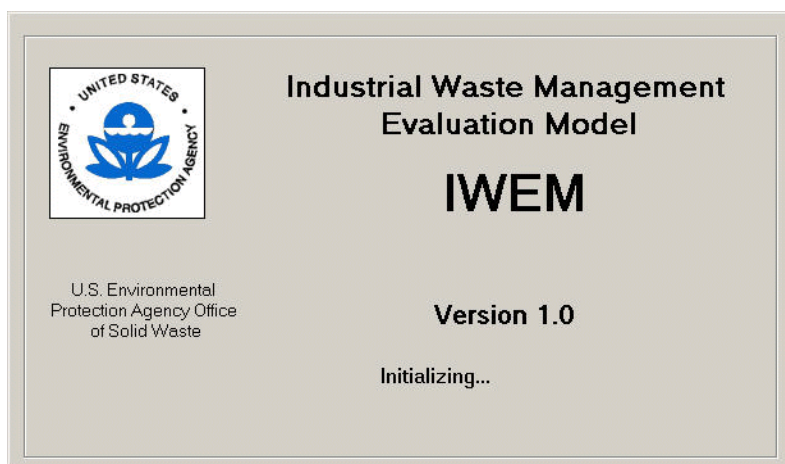 UNITED STATES
ENVIRONMENTAL PROTECTION AGENCY
Industrial Waste Management
Evaluation Model
IWEM
U.S. Environmental
Protection Agency Office
of Solid Waste
Version 1.0
Initializing...